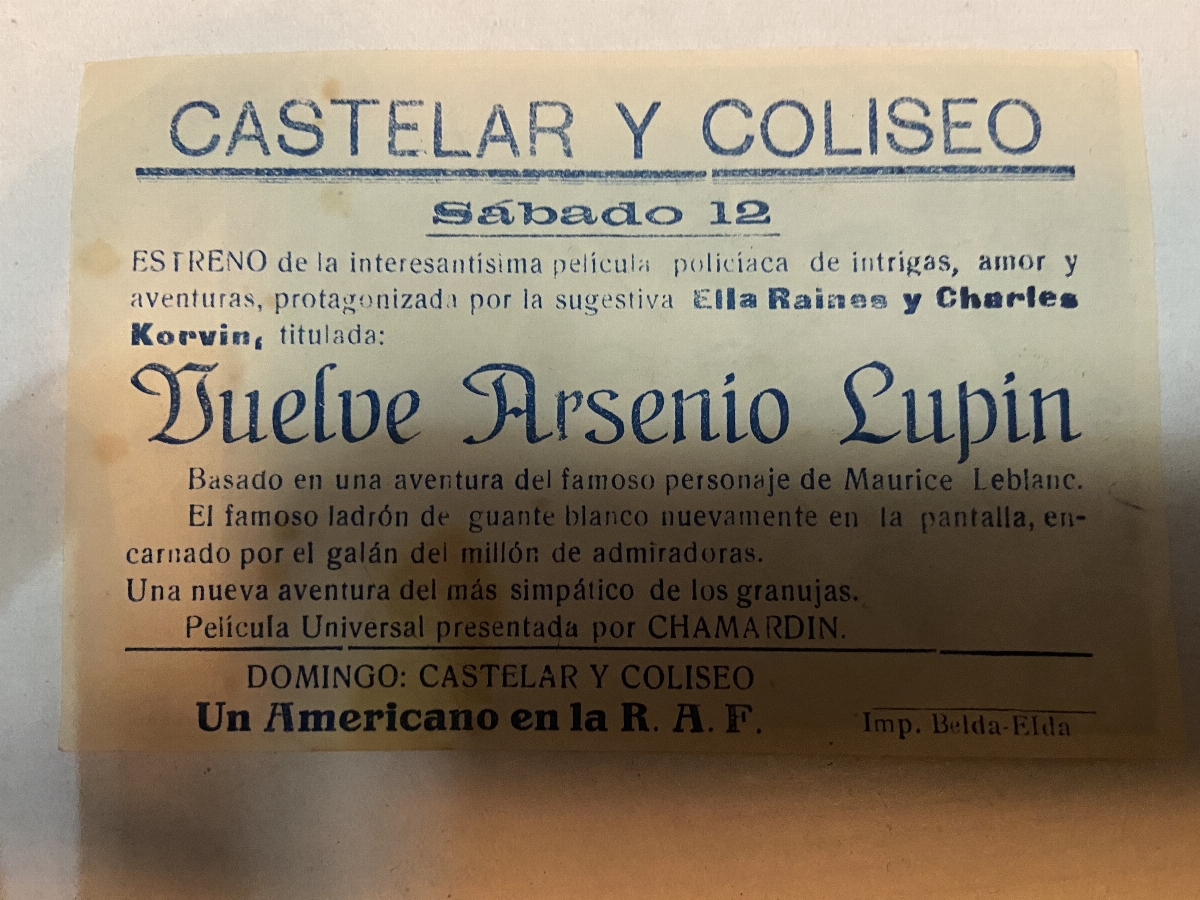 CASTELAR Y COLISEO
Sábado 12
ESTRENO de la interesantísima película policíaca de intrigas, amor y
aventuras, protagonizada por la sugestiva Ella Raines y Charles
Korvin, titulada:
Vuelve Arsenio Lupin
Basado en una aventura del famoso personaje de Maurice Leblanc.
El famoso ladrón de guante blanco nuevamente en la pantalla, en-
carnado por el galán del millón de admiradoras.
Una nueva aventura del más simpático de los granujas.
Película Universal presentada por CHAMARDIN.
DOMINGO: CASTELAR Y COLISEO
Un Americano en la R. A. F.
Imp. Belda-Elda